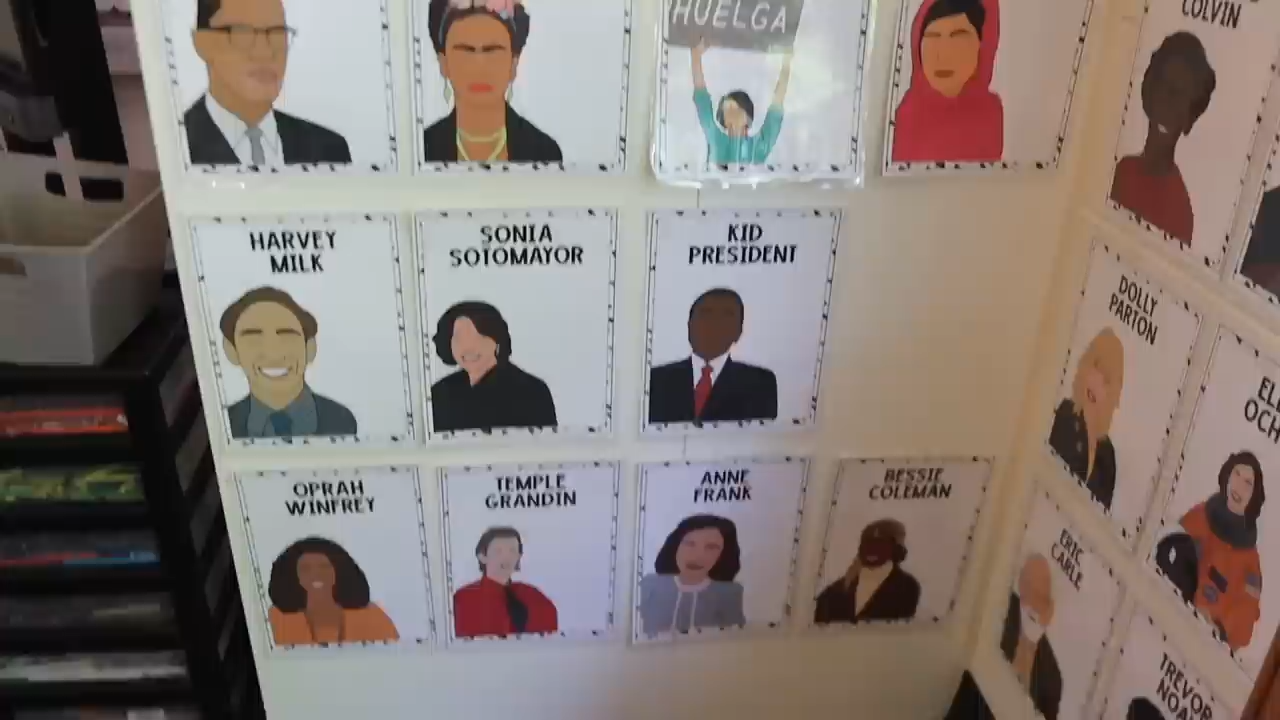 HUELGA
COLVIN
HARVEY
MILK
SONIA
SOTOMAYOR
KID
PRESIDENT
DOLLY
PARTON
OPRAH
WINFREY
TEMPLE
GRANDIN
ANNE
FRANK
BESSIE
COLEMAN
ERIC
CARLE
TREVOR